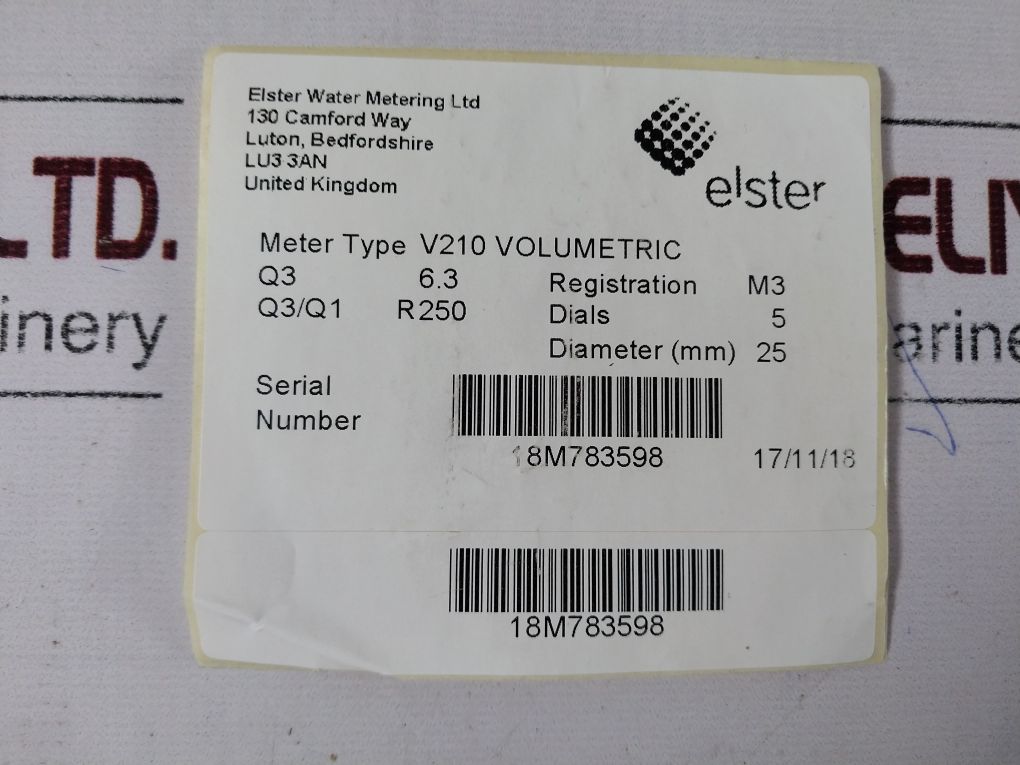 Elster Water Metering Ltd
130 Camford Way
Luton, Bedfordshire
LU3 3AN
United Kingdom
elster
Meter Type V210 VOLUMETRIC
Q3 6.3
Q3/Q1 R250
Registration M3
Dials 5
Diameter (mm) 25
Serial
Number
18M783598
17/11/18
18M783598
LTD.
inery
ELIV
arine